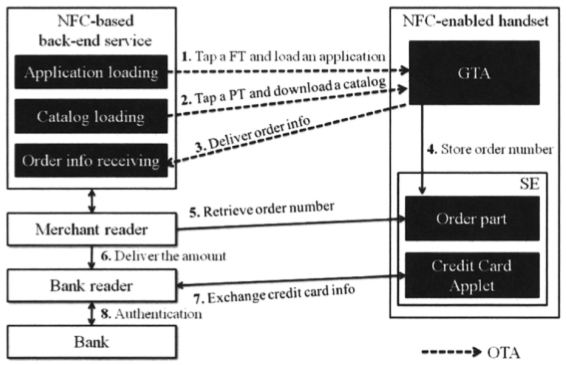 NFC-based
back-end service
Application loading
Catalog loading
Order info receiving
Merchant reader
Bank reader
Bank
1. Tap a FT and load an application
2. Tap a PT and download a catalog
3. Deliver order info
4. Store order number
5. Retrieve order number
6. Deliver the amount
7. Exchange credit card info
8. Authentication
NFC-enabled handset
GTA
SE
Order part
Credit Card
Applet
OTA